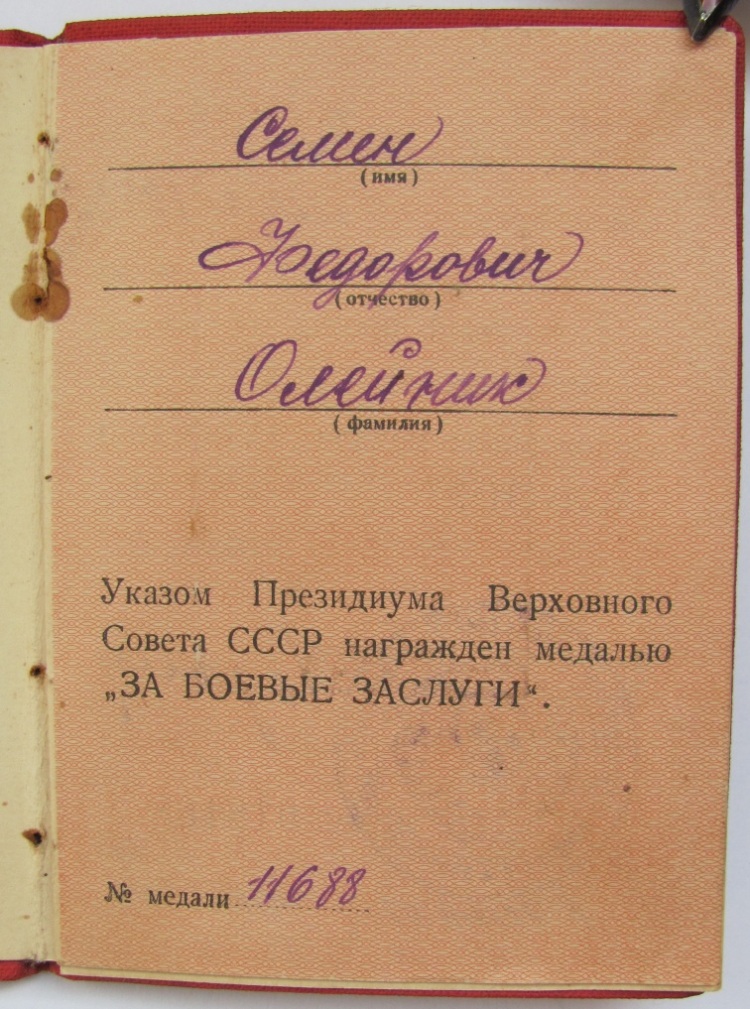 Семен
(имя)
Федорович
(отчество)
Олейник
(фамилия)
Указом Президиума Верховного
Совета СССР награжден медалью
„ЗА БОЕВЫЕ ЗАСЛУГИ“.
№ медали 11688